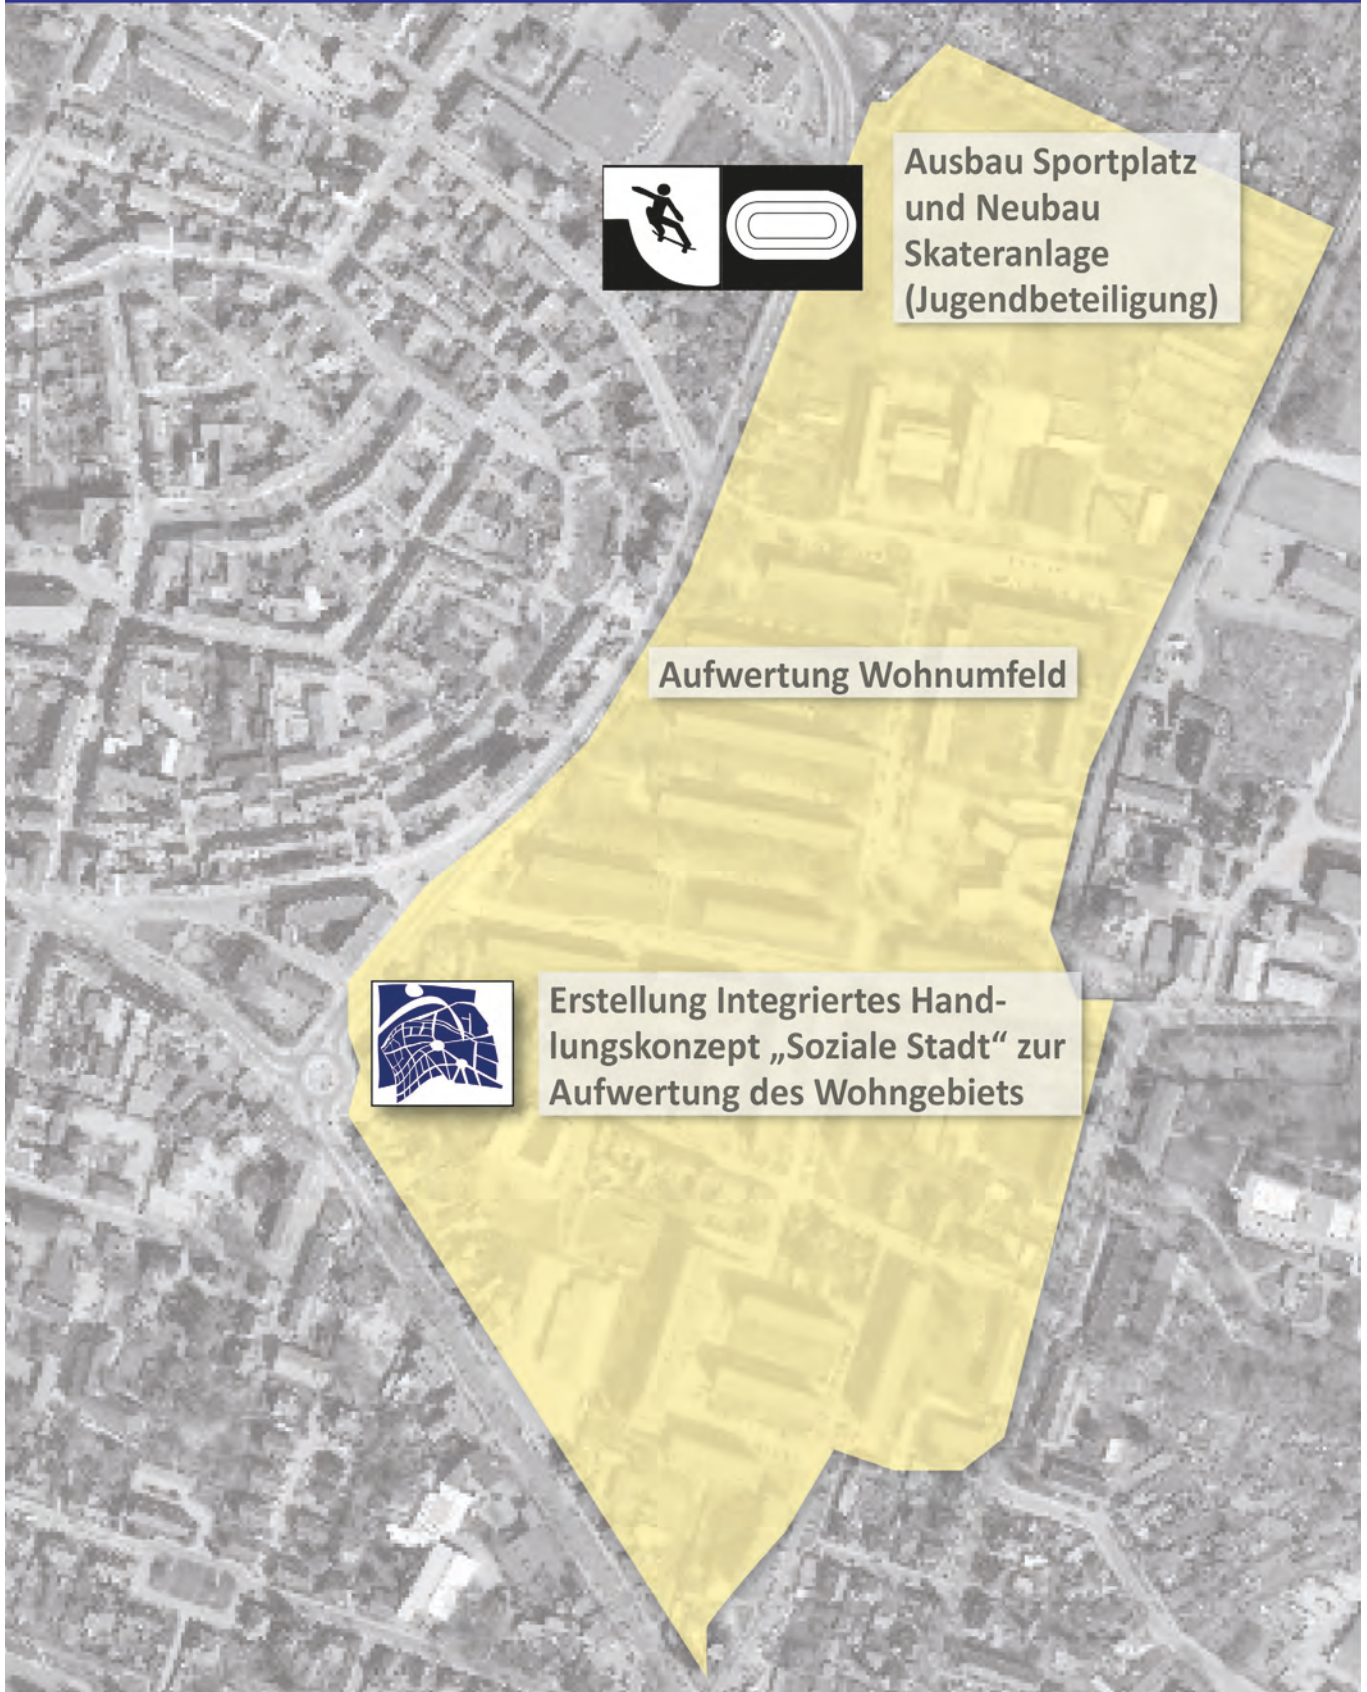 Ausbau Sportplatz
und Neubau
Skateranlage
(Jugendbeteiligung)
Aufwertung Wohnumfeld
Erstellung Integriertes Hand-
lungskonzept „Soziale Stadt“ zur
Aufwertung des Wohngebiets